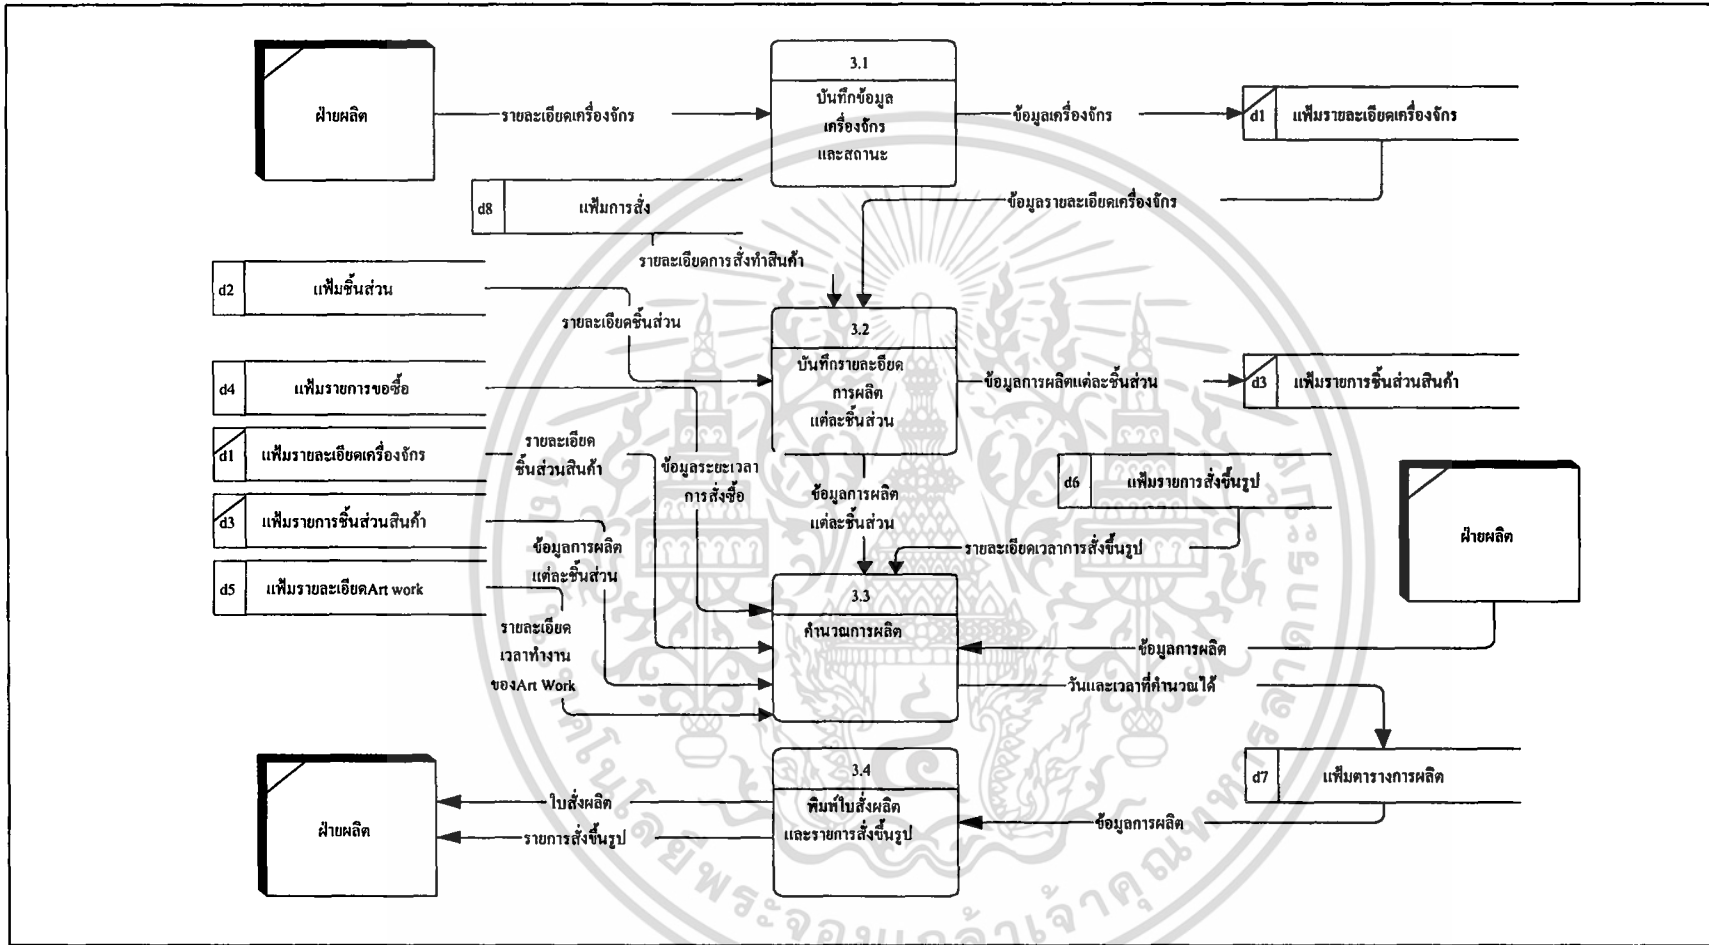 3.1
ฝ่ายผลิต
รายละเอียดเครื่องจักร
บันทึกข้อมูล
เครื่องจักร
และสถานะ
ข้อมูลเครื่องจักร
d1
แฟ้มรายละเอียดเครื่องจักร
d8
แฟ้มการสั่ง
ข้อมูลรายละเอียดเครื่องจักร
รายละเอียดการสั่งทำสินค้า
d2
แฟ้มชิ้นส่วน
รายละเอียดชิ้นส่วน
3.2
บันทึกรายละอียด
การผลิต
แต่ละชิ้นส่วน
ข้อมูลการผลิตแต่ละชิ้นส่วน
d3
แฟ้มรายการชิ้นส่วนสินค้า
d4
แฟ้มรายการขอซื้อ
d1
แฟ้มรายละเอียดเครื่องจักร
รายละเอียด
ชิ้นส่วนสินค้า
ข้อมูลระยะเวลา
การสั่งซื้อ
ข้อมูลการผลิต
แต่ละชิ้นส่วน
d6
แฟ้มรายการสั่งขึ้นรูป
ฝ่ายผลิต
d3
แฟ้มรายการชิ้นส่วนสินค้า
ข้อมูลการผลิต
แต่ละชิ้นส่วน
รายละเอียดเวลาการสั่งขึ้นรูป
d5
แฟ้มรายละเอียดArt work
3.3
คำนวณการผลิต
รายละเอียด
เวลาทำงาน
ของArt Work
ข้อมูลการผลิต
วันและเวลาที่คำนวณได้
3.4
พิมพ์ใบสั่งผลิต
และรายการสั่งขึ้นรูป
d7
แฟ้มตารางการผลิต
ฝ่ายผลิต
ใบสั่งผลิต
รายการสั่งขึ้นรูป
ข้อมูลการผลิต